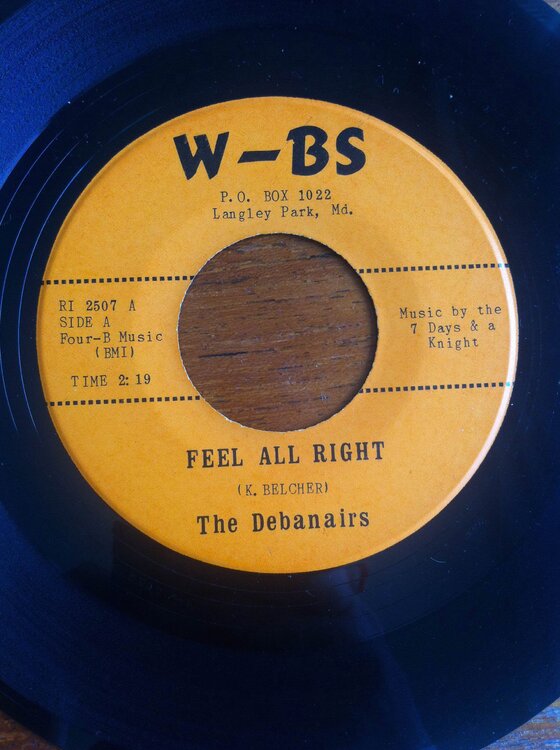 W-BS
P.O. BOX 1022
Langley Park, Md.
RI 2507 A
SIDE A
Four-B Music
(BMI)
TIME 2:19
Music by the
7 Days & a
Knight
FEEL ALL RIGHT
(K. BELCHER)
The Debanairs